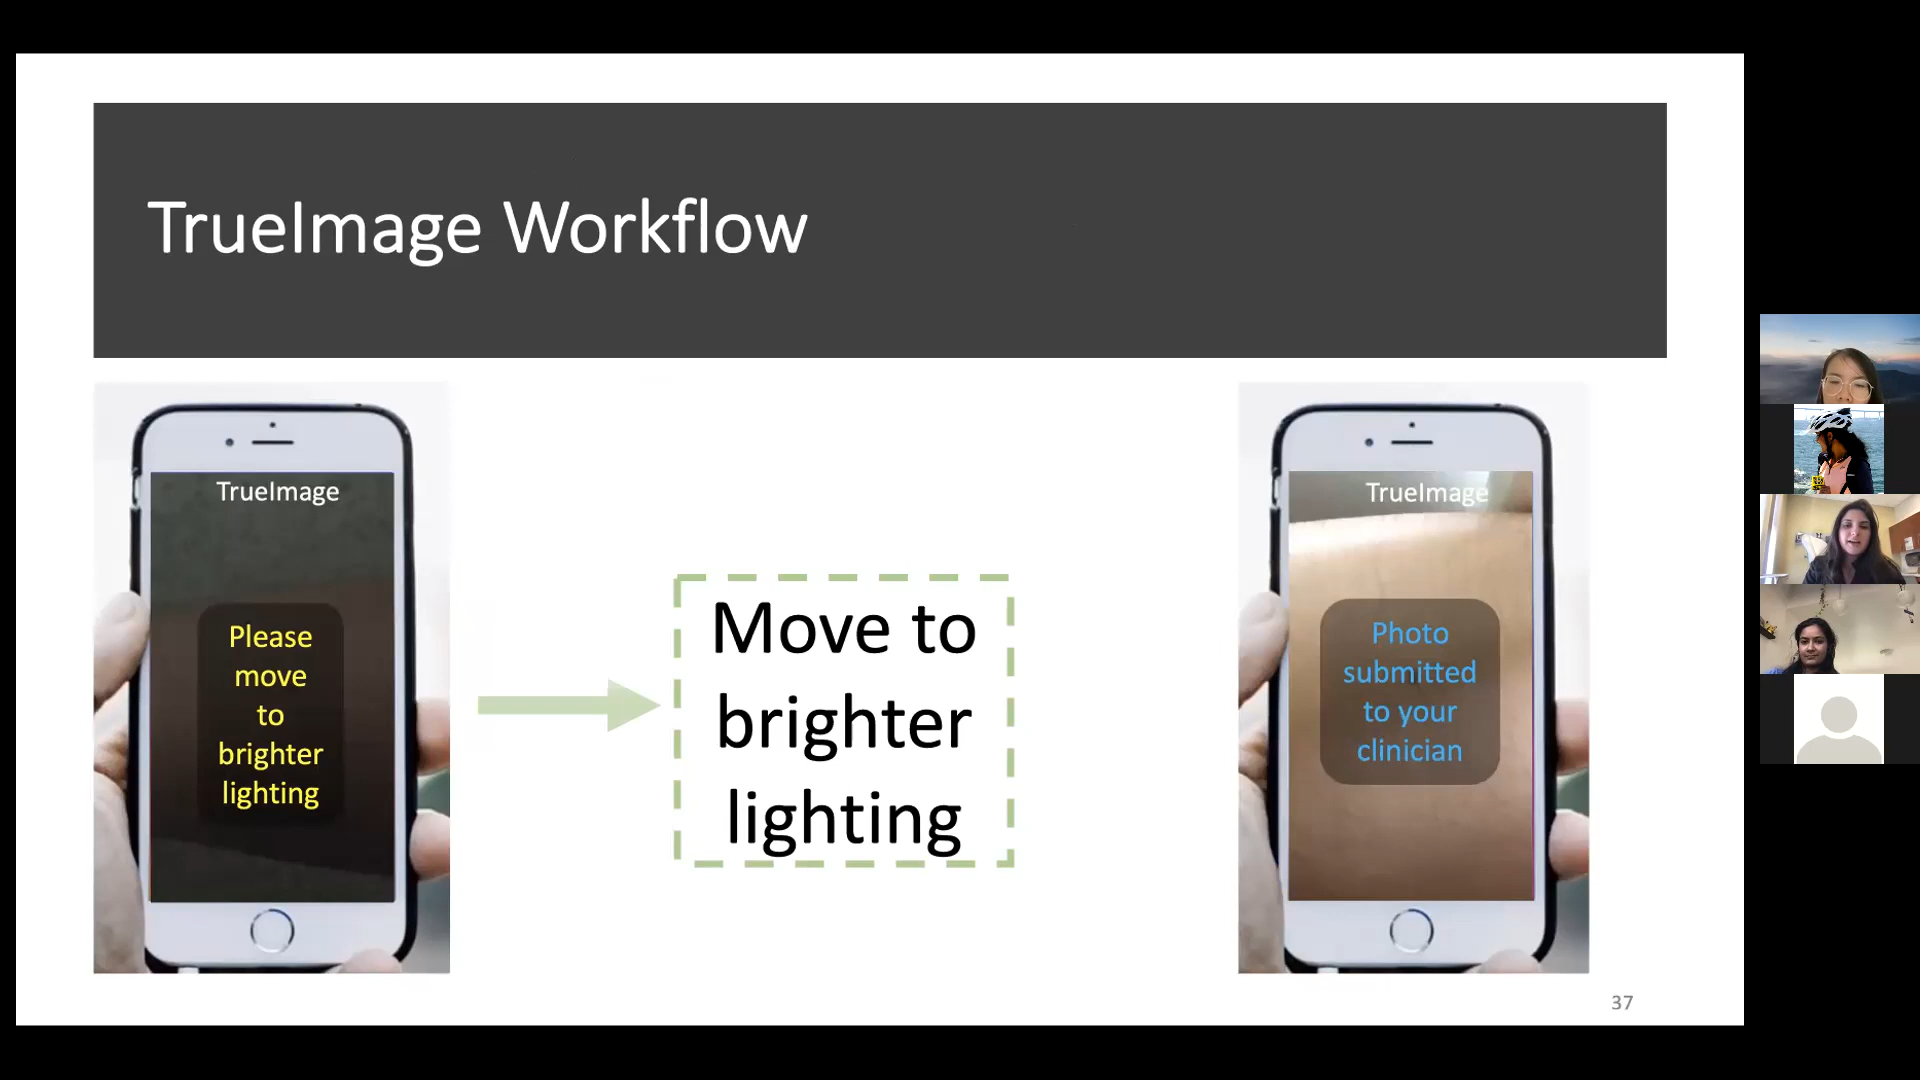 TrueImage Workflow
TrueImage
Please
move
to
brighter
lighting
Move to
brighter
lighting
TrueImage
Photo
submitted
to your
clinician
37